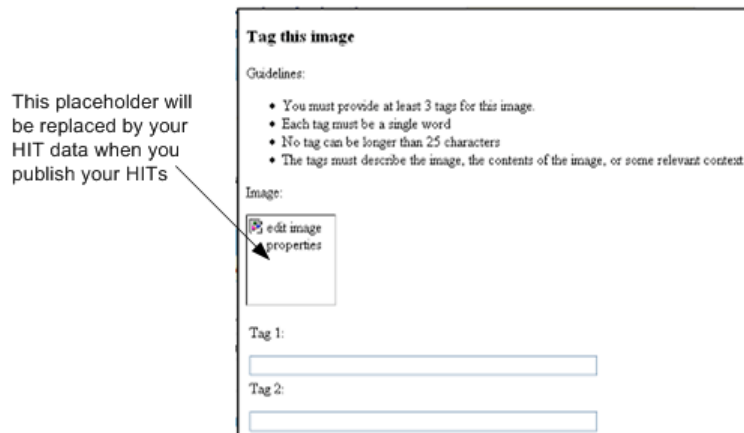 This placeholder will
be replaced by your
HIT data when you
publish your HITs
Tag this image
Guidelines:
You must provide at least 3 tags for this image.
Each tag must be a single word
No tag can be longer than 25 characters
The tags must describe the image, the contents of the image, or some relevant context
Image:
edit image
properties
Tag 1:
Tag 2: